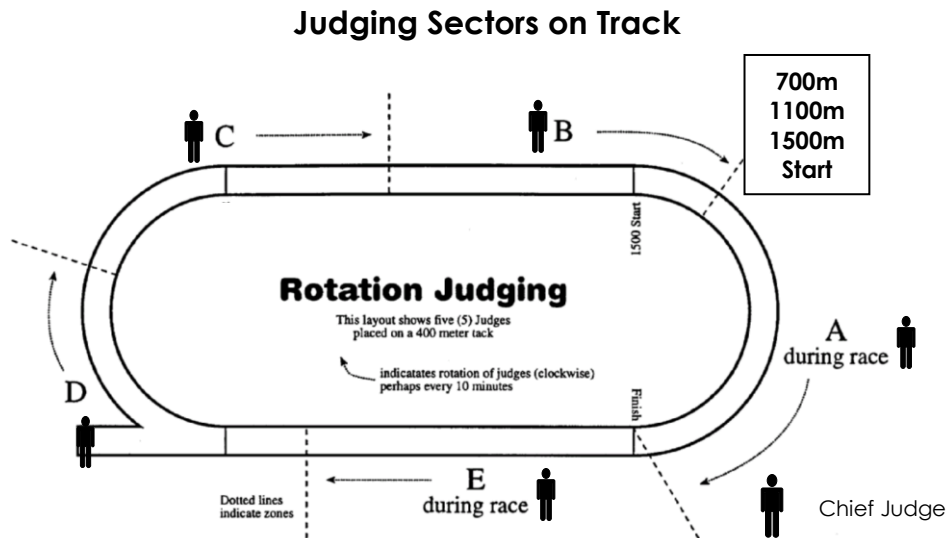 Judging Sectors on Track
700m
1100m
1500m
Start
C
B
1500 Start
Rotation Judging
This layout shows five (5) Judges
placed on a 400 meter tack
indicatates rotation of judges (clockwise)
perhaps every 10 minutes
A
during race
D
Finish
E
during race
Dotted lines
indicate zones
Chief Judge